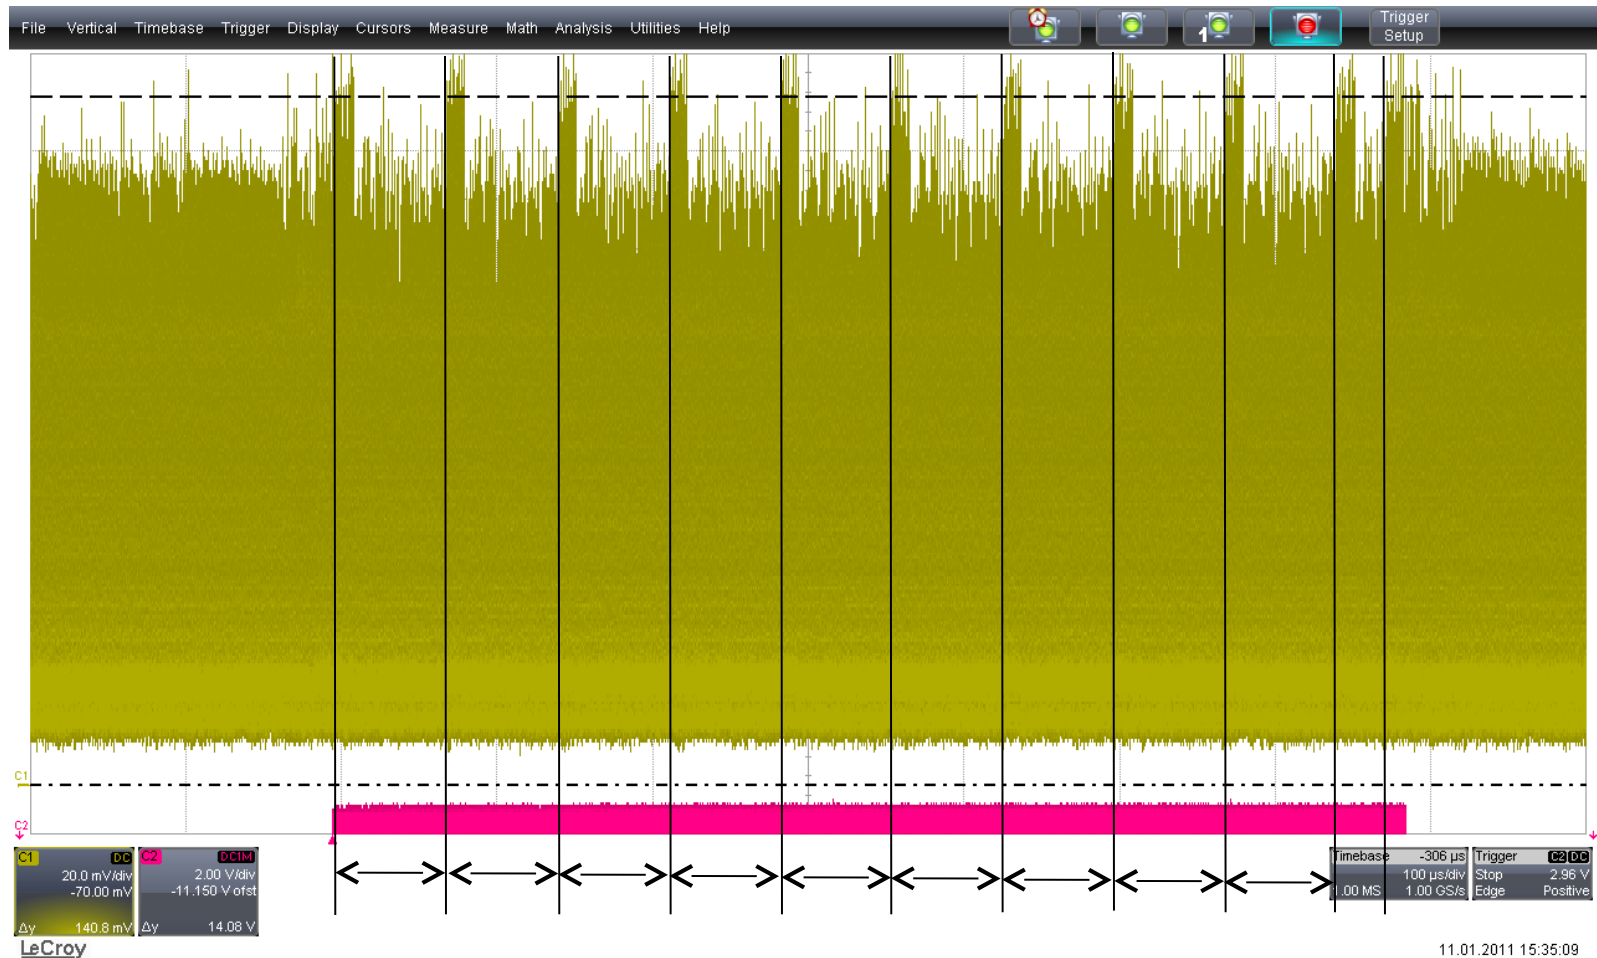 File Vertical Timebase Trigger Display Cursors Measure Math Analysis Utilities Help
1
Trigger
Setup
C1
C2
C1 DC
20.0 mV/div
-70.00 mV
Δy 140.8 mV
C2 DC1M
2.00 V/div
-11.150 V ofst
Δy 14.08 V
Timebase -306 µs
100 µs/div
1.00 MS 1.00 GS/s
Trigger C2 DC
Stop 2.96 V
Edge Positive
LeCroy
11.01.2011 15:35:09